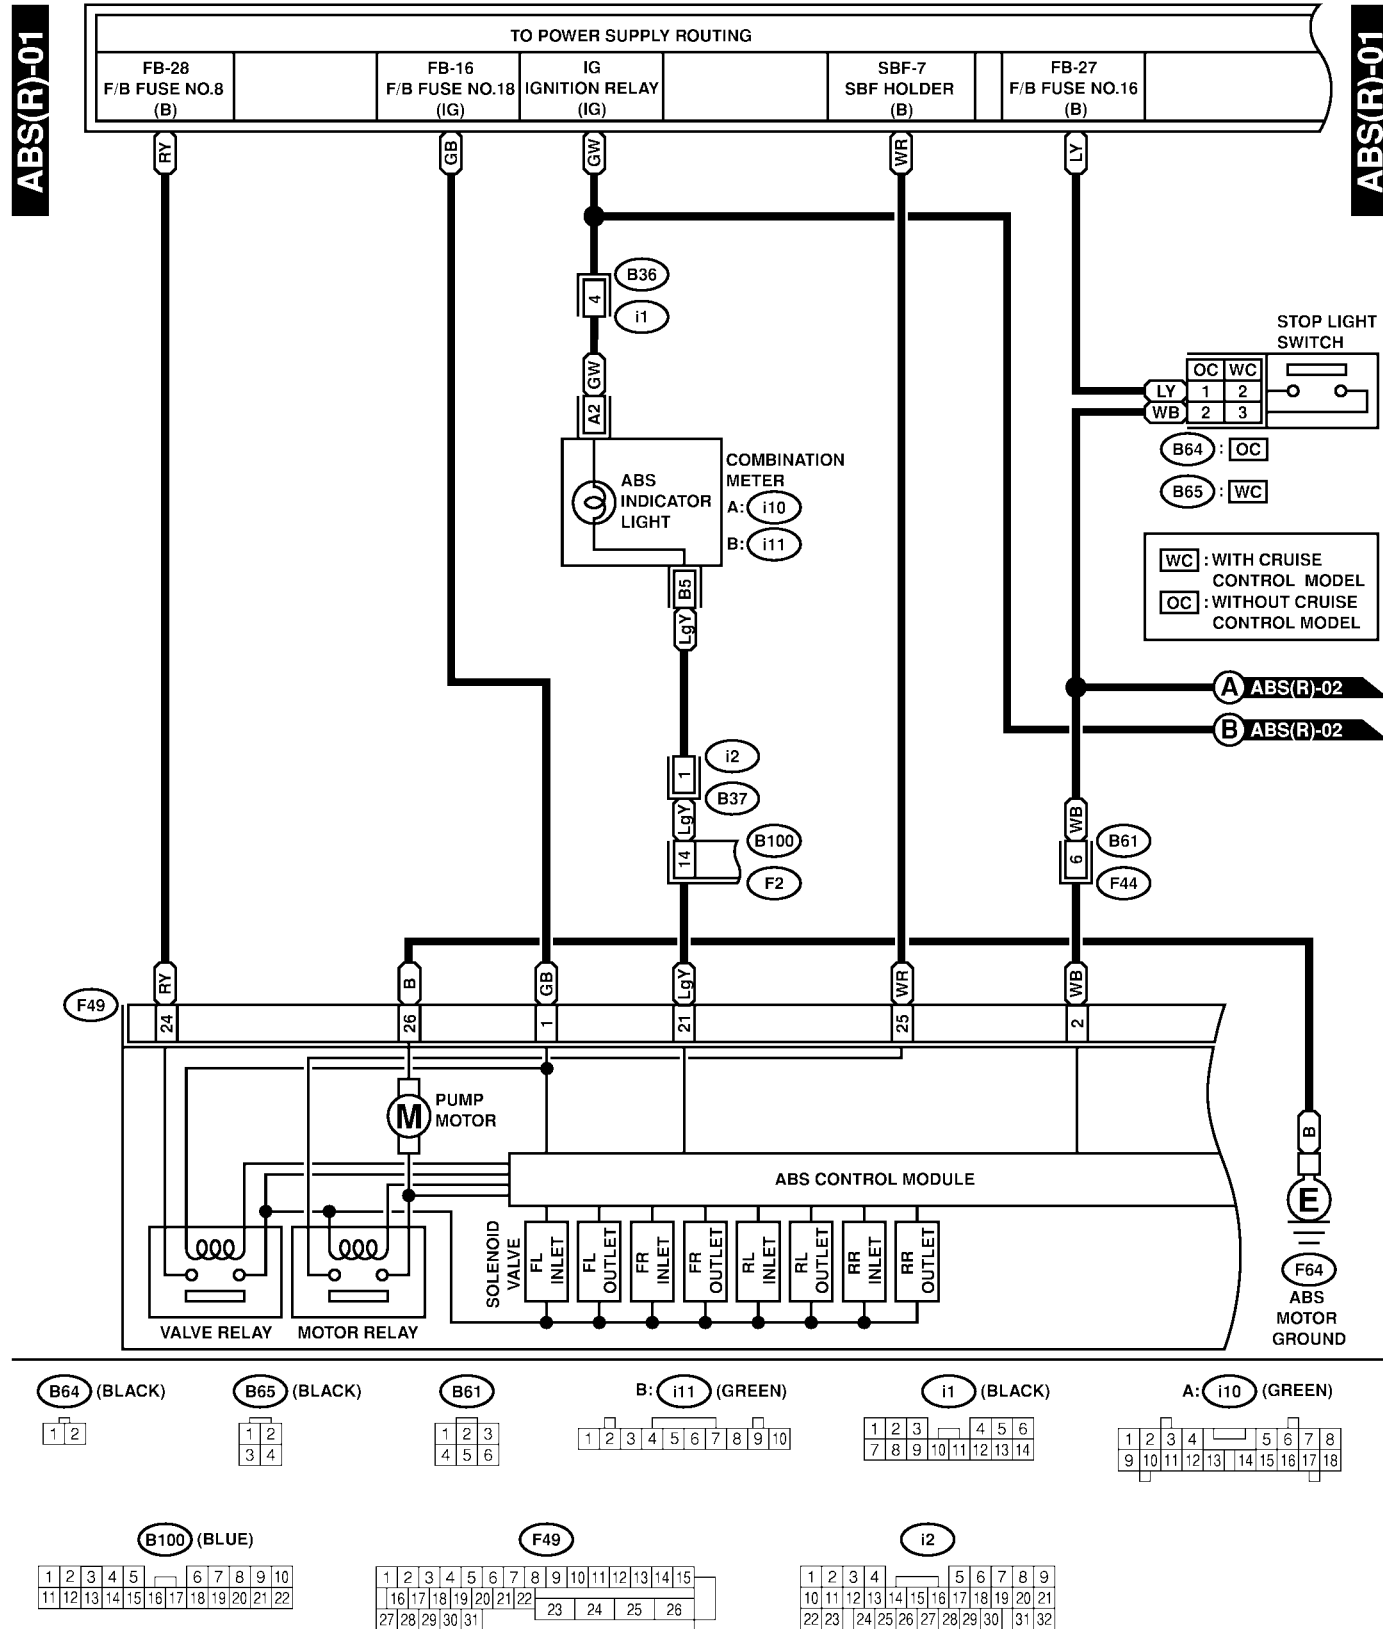 ABS(R)-01
ABS(R)-01
TO POWER SUPPLY ROUTING
FB-28
F/B FUSE NO.8
(B)
FB-16
F/B FUSE NO.18
(IG)
IG
IGNITION RELAY
(IG)
SBF-7
SBF HOLDER
(B)
FB-27
F/B FUSE NO.16
(B)
RY
GB
GW
WR
LY
B36
4
i1
GW
A2
STOP LIGHT
SWITCH
OC WC
LY 1 2
WB 2 3
B64 : OC
B65 : WC
ABS
INDICATOR
LIGHT
COMBINATION
METER
A: i10
B: i11
B5
LgY
WC : WITH CRUISE
CONTROL MODEL
OC : WITHOUT CRUISE
CONTROL MODEL
A ABS(R)-02
B ABS(R)-02
i2
1
B37
LgY
B100
14
F2
WB
B61
6
F44
F49
RY
B
GB
LgY
WR
WB
24
26
1
21
25
2
M
PUMP
MOTOR
B
ABS CONTROL MODULE
E
F64
ABS
MOTOR
GROUND
SOLENOID
VALVE
FL
INLET
FL
OUTLET
FR
INLET
FR
OUTLET
RL
INLET
RL
OUTLET
RR
INLET
RR
OUTLET
VALVE RELAY
MOTOR RELAY
B64 (BLACK)
1 2
B65 (BLACK)
1 2
3 4
B61
1 2 3
4 5 6
B: i11 (GREEN)
1 2 3 4 5 6 7 8 9 10
i1 (BLACK)
1 2 3 4 5 6
7 8 9 10 11 12 13 14
A: i10 (GREEN)
1 2 3 4 5 6 7 8
9 10 11 12 13 14 15 16 17 18
B100 (BLUE)
1 2 3 4 5 6 7 8 9 10
11 12 13 14 15 16 17 18 19 20 21 22
F49
1 2 3 4 5 6 7 8 9 10 11 12 13 14 15
16 17 18 19 20 21 22
23 24 25 26
27 28 29 30 31
i2
1 2 3 4 5 6 7 8 9
10 11 12 13 14 15 16 17 18 19 20 21
22 23 24 25 26 27 28 29 30 31 32